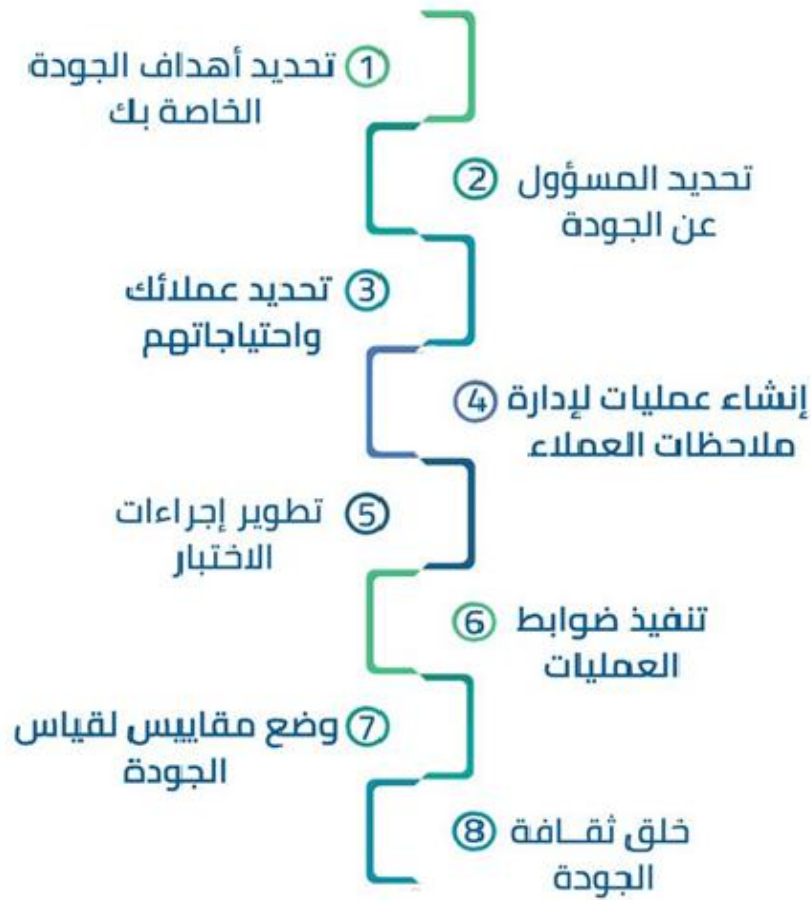 ① تحديد أهداف الجودة
الخاصة بك
② تحديد المسؤول
عن الجودة
③ تحديد عملائك
واحتياجاتهم
④ إنشاء عمليات لإدارة
ملاحظات العملاء
⑤ تطوير إجراءات
الاختبار
⑥ تنفيذ ضوابط
العمليات
⑦ وضع مقاييس لقياس
الجودة
⑧ خلق ثقــافة
الجودة